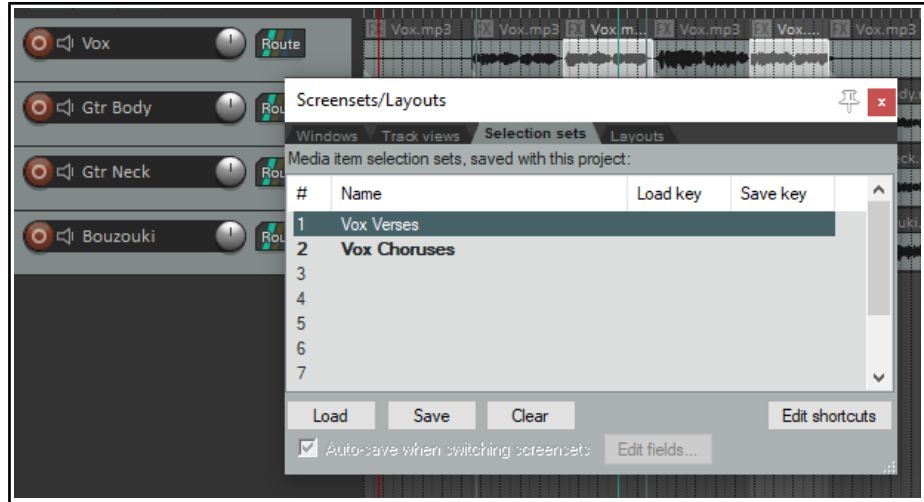 Vox
Route
Vox.mp3
Vox.mp3
Vox.m...
Vox.mp3
Vox....
Vox.mp3
Gtr Body
Gtr Neck
Bouzouki
Screensets/Layouts
x
Windows Track views Selection sets Layouts
Media item selection sets, saved with this project:
# Name Load key Save key
1 Vox Verses
2 Vox Choruses
3
4
5
6
7
Load Save Clear Edit shortcuts
Auto-save when switching screensets Edit fields...